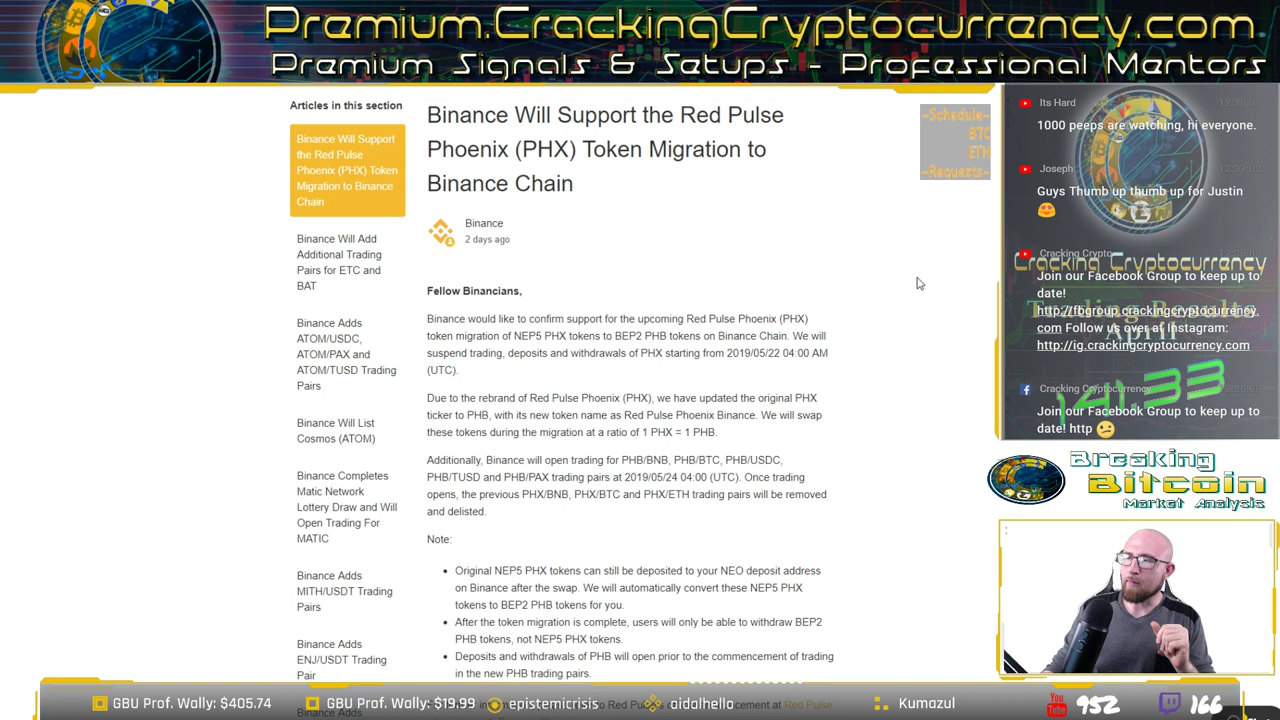 Premium.CrackingCryptocurrency.com
Premium Signals & Setups - Professional Mentors
Articles in this section
Binance Will Support
the Red Pulse
Phoenix (PHX) Token
Migration to Binance
Chain
Binance Will Add
Additional Trading
Pairs for ETC and
BAT
Binance Adds
ATOM/USDC,
ATOM/PAX and
ATOM/TUSD Trading
Pairs
Binance Will List
Cosmos (ATOM)
Binance Completes
Matic Network
Lottery Draw and Will
Open Trading For
MATIC
Binance Adds
MITH/USDT Trading
Pairs
Binance Adds
ENJ/USDT Trading
Pair
Binance Will Support the Red Pulse
Phoenix (PHX) Token Migration to
Binance Chain
Binance
2 days ago
Fellow Binancians,
Binance would like to confirm support for the upcoming Red Pulse Phoenix (PHX)
token migration of NEP5 PHX tokens to BEP2 PHB tokens on Binance Chain. We will
suspend trading, deposits and withdrawals of PHX starting from 2019/05/22 04:00 AM
(UTC).
Due to the rebrand of Red Pulse Phoenix (PHX), we have updated the original PHX
ticker to PHB, with its new token name as Red Pulse Phoenix Binance. We will swap
these tokens during the migration at a ratio of 1 PHX = 1 PHB.
Additionally, Binance will open trading for PHB/BNB, PHB/BTC, PHB/USDC,
PHB/TUSD and PHB/PAX trading pairs at 2019/05/24 04:00 (UTC). Once trading
opens, the previous PHX/BNB, PHX/BTC and PHX/ETH trading pairs will be removed
and delisted.
Note:
• Original NEP5 PHX tokens can still be deposited to your NEO deposit address
on Binance after the swap. We will automatically convert these NEP5 PHX
tokens to BEP2 PHB tokens for you.
• After the token migration is complete, users will only be able to withdraw BEP2
PHB tokens, not NEP5 PHX tokens.
• Deposits and withdrawals of PHB will open prior to the commencement of trading
in the new PHB trading pairs.
~Schedule~
BTC
ETH
~Requests~
Its Hard
1000 peeps are watching, hi everyone.
Joseph
Guys Thumb up thumb up for Justin
Cracking Crypto
Cracking Cryptocurrency
Join our Facebook Group to keep up to
date!
Trading Results
http://fbgroup.crackingcryptocurrency.
com Follow us over at Instagram:
April
http://ig.crackingcryptocurrency.com
141.33
Cracking Cryptocurrency
Join our Facebook Group to keep up to
date! http
Breaking
Bitcoin
Market Analysis
GBU Prof. Wally: $405.74
GBU Prof. Wally: $19.99
epistemicrisis
aidalhello
Kumazul
You Tube
952
166